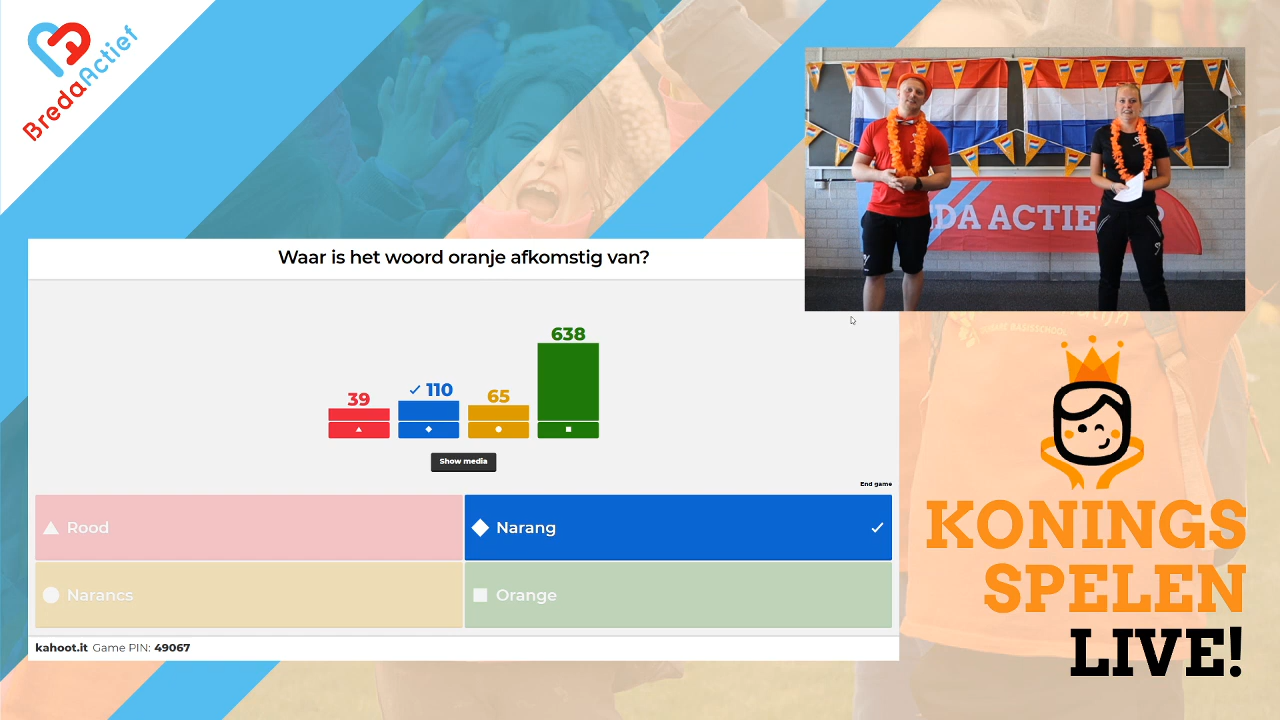 BredaActief
Waar is het woord oranje afkomstig van?
39
110
65
638
Show media
End game
Rood
Narang
Narancs
Orange
kahoot.it Game PIN: 49067
DA ACTIE
KONINGS
SPELEN
LIVE!